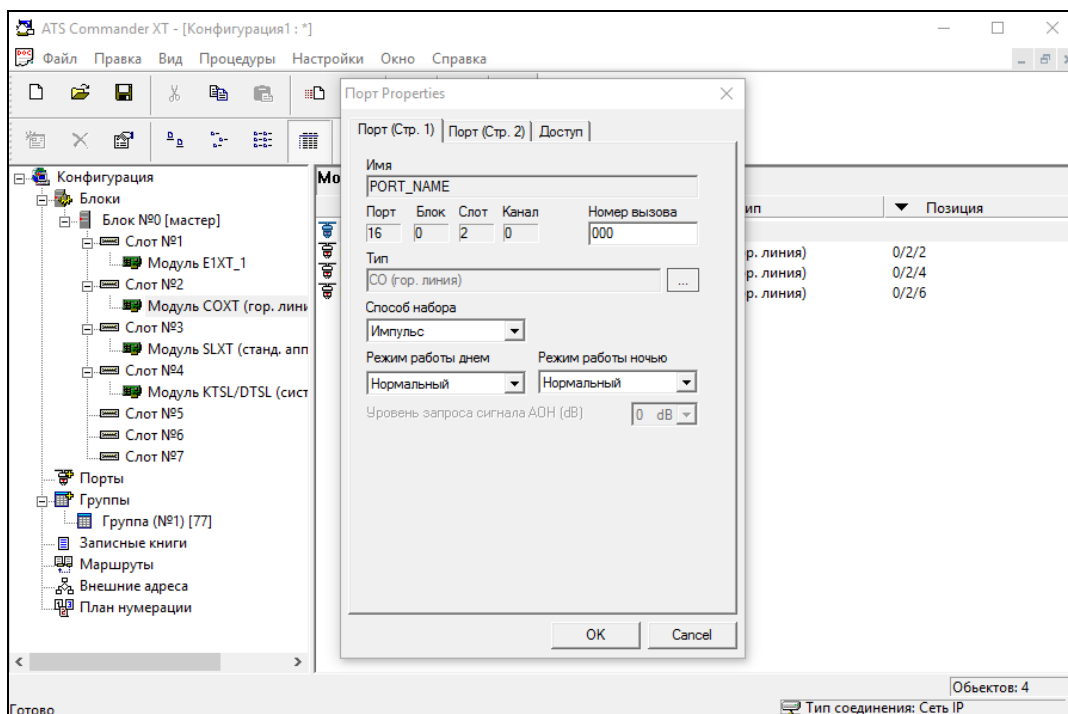 ATS Commander XT - [Конфигурация1 : *]
Файл Правка Вид Процедуры Настройки Окно Справка
Конфигурация
Блоки
Блок №0 [мастер]
Слот №1
Модуль E1XT_1
Слот №2
Модуль COXT (гор. лини
Слот №3
Модуль SLXT (станд. апп
Слот №4
Модуль KTSL/DTSL (сист
Слот №5
Слот №6
Слот №7
Порты
Группы
Группа (№1) [77]
Записные книги
Маршруты
Внешние адреса
План нумерации
Мо
Порт Properties
Порт (Стр. 1) Порт (Стр. 2) Доступ
Имя
PORT_NAME
Порт Блок Слот Канал Номер вызова
16 0 2 0 000
Тип
CO (гор. линия) ...
Способ набора
Импульс
Режим работы днем Режим работы ночью
Нормальный Нормальный
Уровень запроса сигнала АОН (dB) 0 dB
OK Cancel
ип Позиция
р. линия) 0/2/2
р. линия) 0/2/4
р. линия) 0/2/6
Обьектов: 4
Готово Тип соединения: Сеть IP